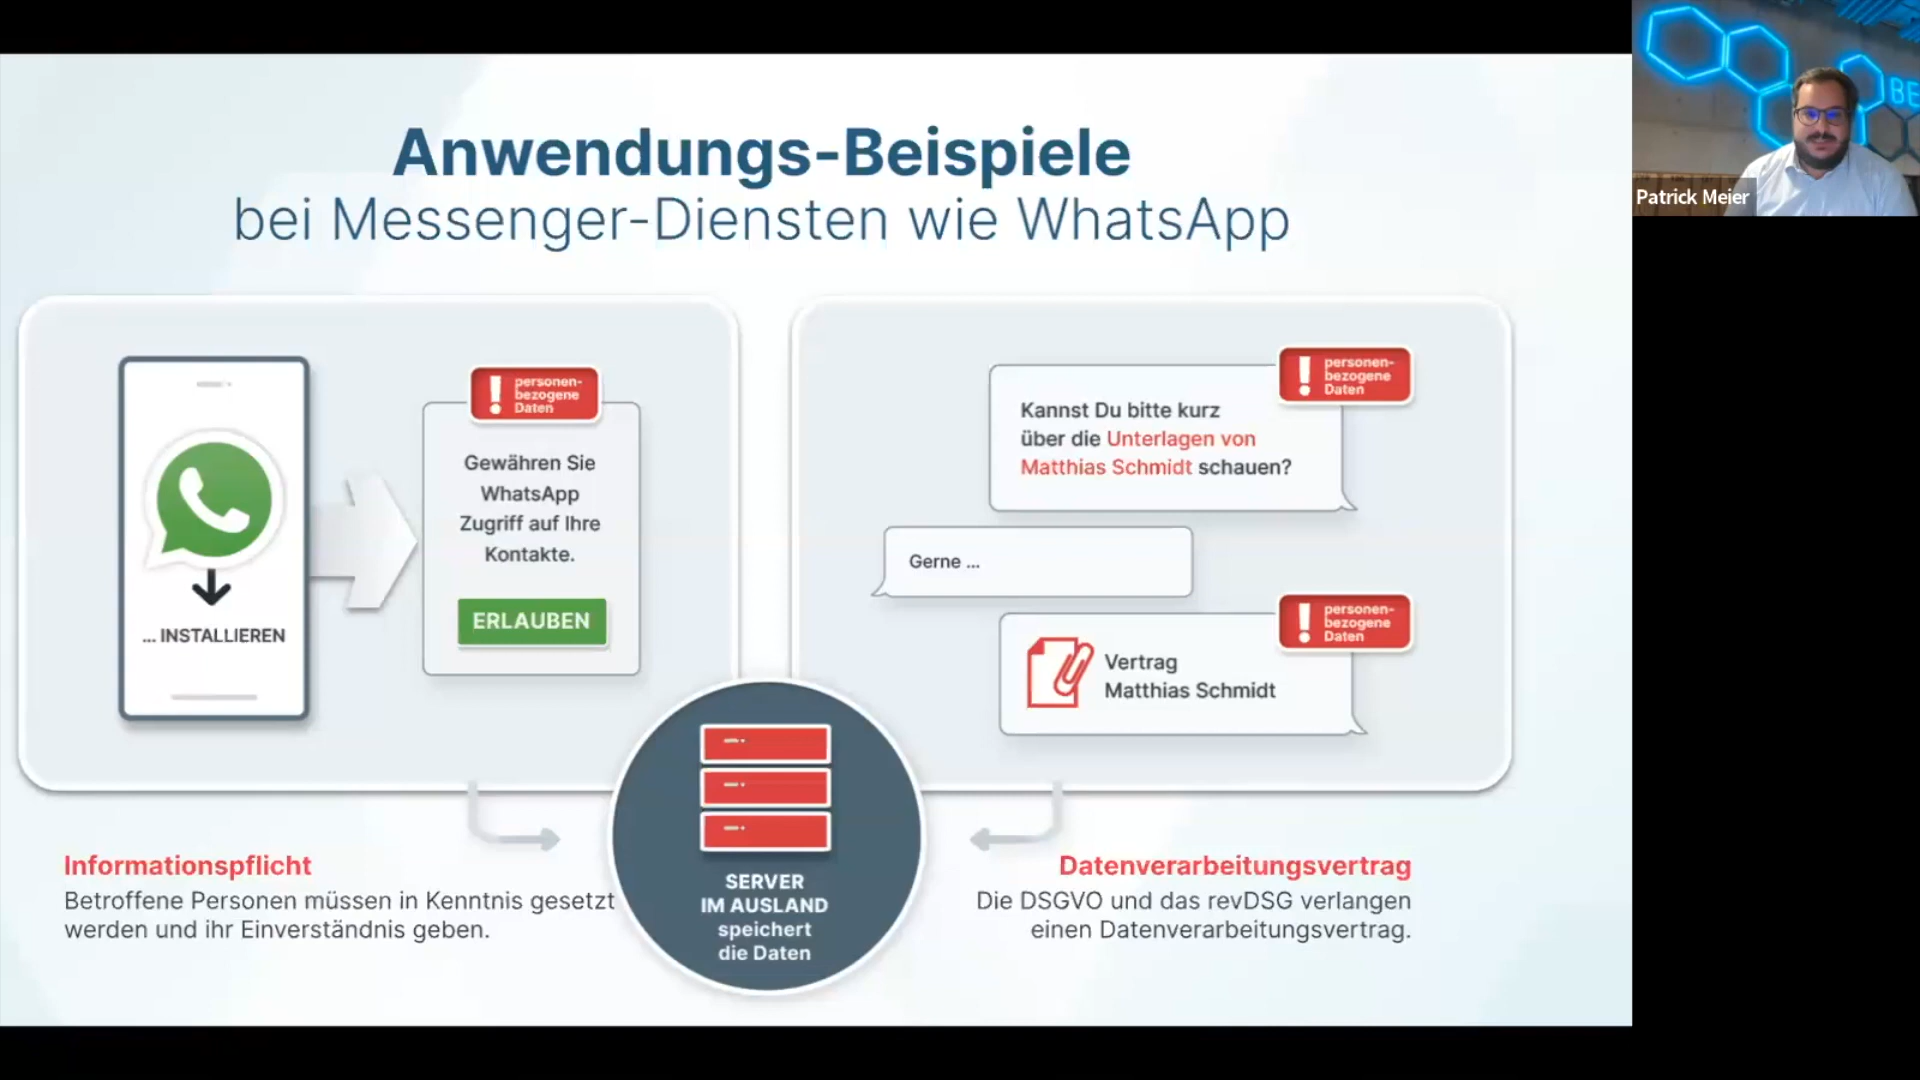 Anwendungs-Beispiele
bei Messenger-Diensten wie WhatsApp
... INSTALLIEREN
personen-
bezogene
Daten
Gewähren Sie
WhatsApp
Zugriff auf Ihre
Kontakte.
ERLAUBEN
personen-
bezogene
Daten
Kannst Du bitte kurz
über die Unterlagen von
Matthias Schmidt schauen?
Gerne ...
personen-
bezogene
Daten
Vertrag
Matthias Schmidt
SERVER
IM AUSLAND
speichert
die Daten
Informationspflicht
Betroffene Personen müssen in Kenntnis gesetzt
werden und ihr Einverständnis geben.
Datenverarbeitungsvertrag
Die DSGVO und das revDSG verlangen
einen Datenverarbeitungsvertrag.
BE
Patrick Meier